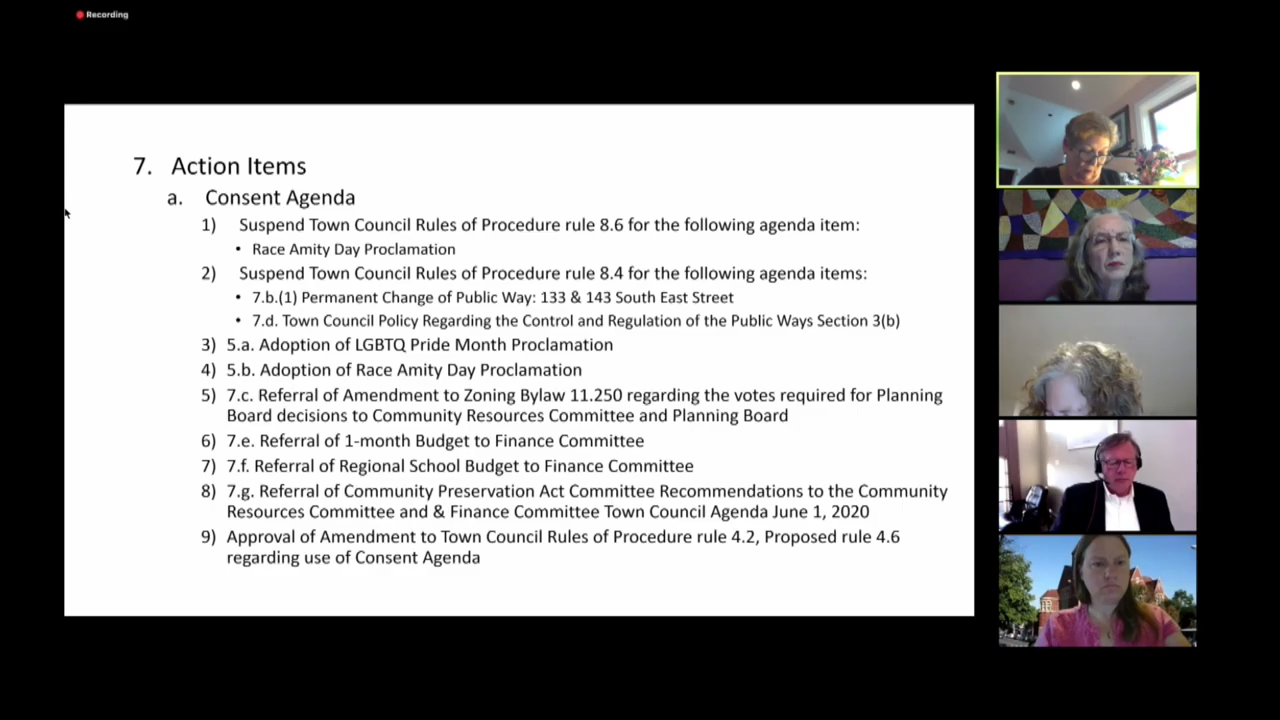 Recording
7. Action Items
a. Consent Agenda
1) Suspend Town Council Rules of Procedure rule 8.6 for the following agenda item:
• Race Amity Day Proclamation
2) Suspend Town Council Rules of Procedure rule 8.4 for the following agenda items:
• 7.b.(1) Permanent Change of Public Way: 133 & 143 South East Street
• 7.d. Town Council Policy Regarding the Control and Regulation of the Public Ways Section 3(b)
3) 5.a. Adoption of LGBTQ Pride Month Proclamation
4) 5.b. Adoption of Race Amity Day Proclamation
5) 7.c. Referral of Amendment to Zoning Bylaw 11.250 regarding the votes required for Planning
Board decisions to Community Resources Committee and Planning Board
6) 7.e. Referral of 1-month Budget to Finance Committee
7) 7.f. Referral of Regional School Budget to Finance Committee
8) 7.g. Referral of Community Preservation Act Committee Recommendations to the Community
Resources Committee and & Finance Committee Town Council Agenda June 1, 2020
9) Approval of Amendment to Town Council Rules of Procedure rule 4.2, Proposed rule 4.6
regarding use of Consent Agenda